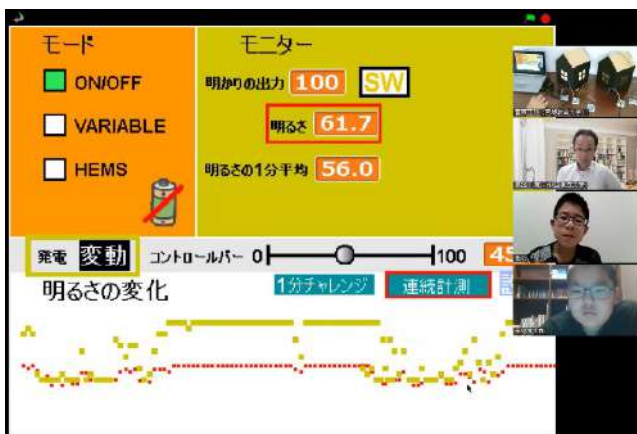 モード
ON/OFF
VARIABLE
HEMS
モニター
明かりの出力 100 SW
明るさ 61.7
明るさの1分平均 56.0
発電 変動 コントロールバー 0 100 45
明るさの変化
1分チャレンジ 連続計測